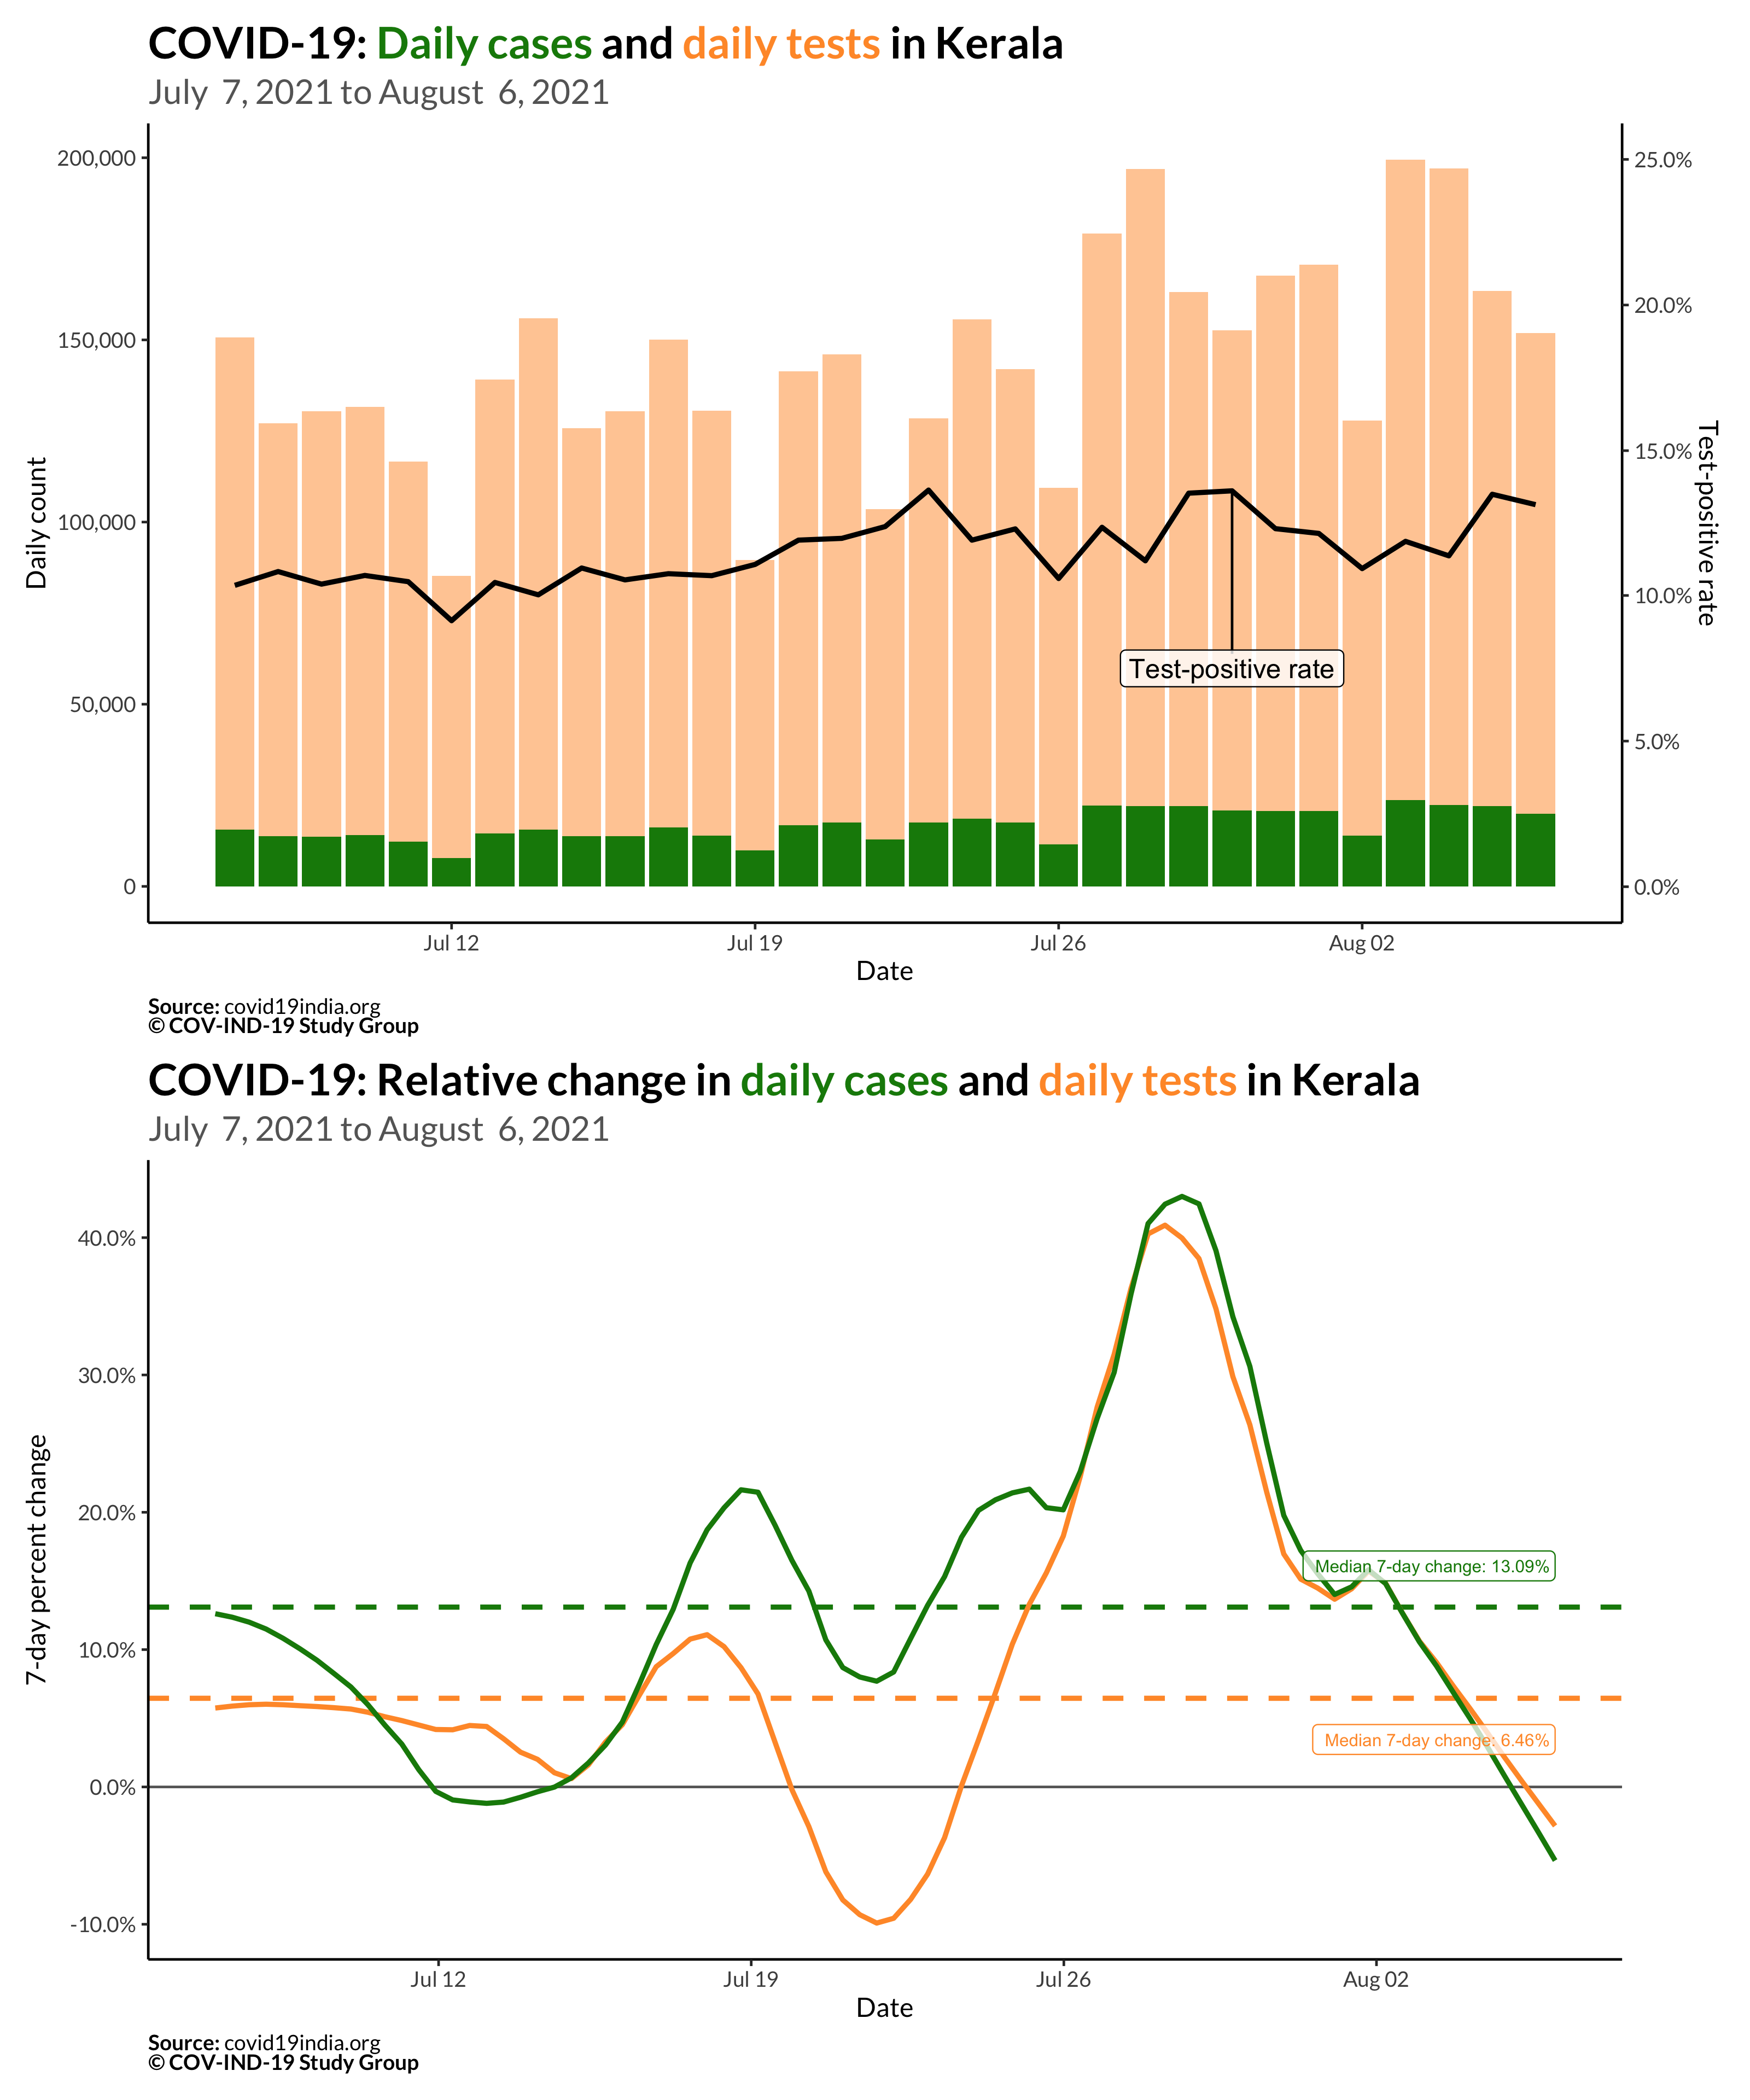 COVID-19: Daily cases and daily tests in Kerala
July 7, 2021 to August 6, 2021
200,000
150,000
100,000
50,000
0
Daily count
25.0%
20.0%
15.0%
10.0%
5.0%
0.0%
Test-positive rate
Test-positive rate
Jul 12
Jul 19
Jul 26
Aug 02
Date
Source: covid19india.org
© COV-IND-19 Study Group
COVID-19: Relative change in daily cases and daily tests in Kerala
July 7, 2021 to August 6, 2021
40.0%
30.0%
20.0%
10.0%
0.0%
-10.0%
7-day percent change
Median 7-day change: 13.09%
Median 7-day change: 6.46%
Jul 12
Jul 19
Jul 26
Aug 02
Date
Source: covid19india.org
© COV-IND-19 Study Group